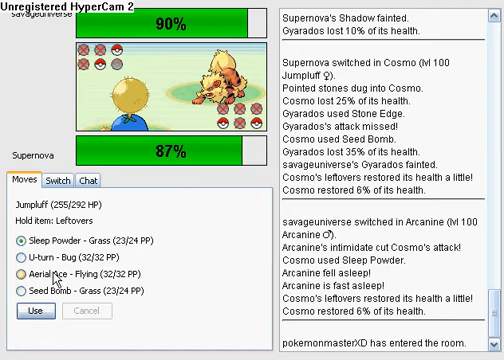 Unregistered HyperCam 2
savageuniverse
90%
Supernova
87%
Moves
Switch
Chat
Jumpluff (255/292 HP)
Hold item: Leftovers
Sleep Powder - Grass (23/24 PP)
U-turn - Bug (32/32 PP)
Aerial Ace - Flying (32/32 PP)
Seed Bomb - Grass (23/24 PP)
Use
Cancel
Supernova's Shadow fainted.
Gyarados lost 10% of its health.
Supernova switched in Cosmo (lvl 100
Jumpluff ♀).
Pointed stones dug into Cosmo.
Cosmo lost 25% of its health.
Gyarados used Stone Edge.
Gyarados's attack missed!
Cosmo used Seed Bomb.
Gyarados lost 35% of its health.
savageuniverse's Gyarados fainted.
Cosmo's leftovers restored its health a little!
Cosmo restored 6% of its health.
savageuniverse switched in Arcanine (lvl 100
Arcanine ♂).
Arcanine's intimidate cut Cosmo's attack!
Cosmo used Sleep Powder.
Arcanine fell asleep!
Arcanine is fast asleep!
Cosmo's leftovers restored its health a little!
Cosmo restored 6% of its health.
pokemonmasterXD has entered the room.